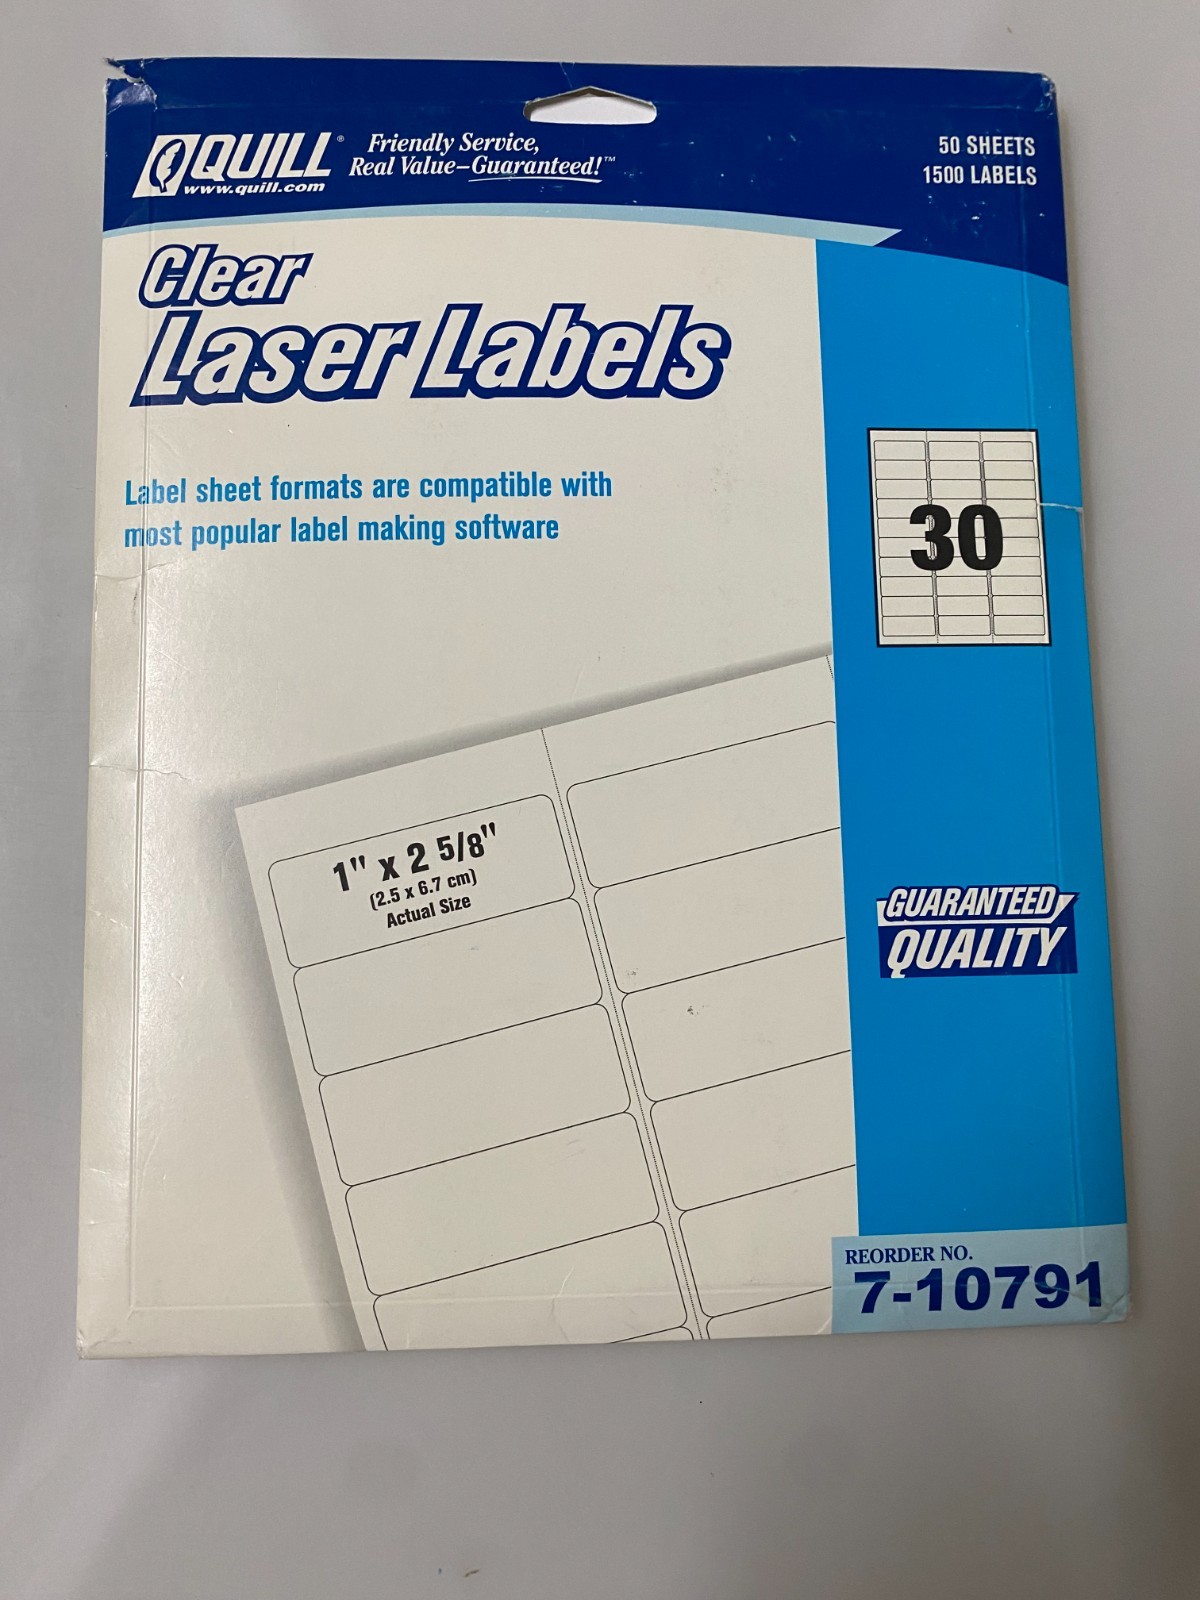 QUILL®
www.quill.com
Friendly Service,
Real Value–Guaranteed!™
50 SHEETS
1500 LABELS
Clear
Laser Labels
Label sheet formats are compatible with
most popular label making software
30
1" x 2 5/8"
(2.5 x 6.7 cm)
Actual Size
GUARANTEED
QUALITY
REORDER NO.
7-10791